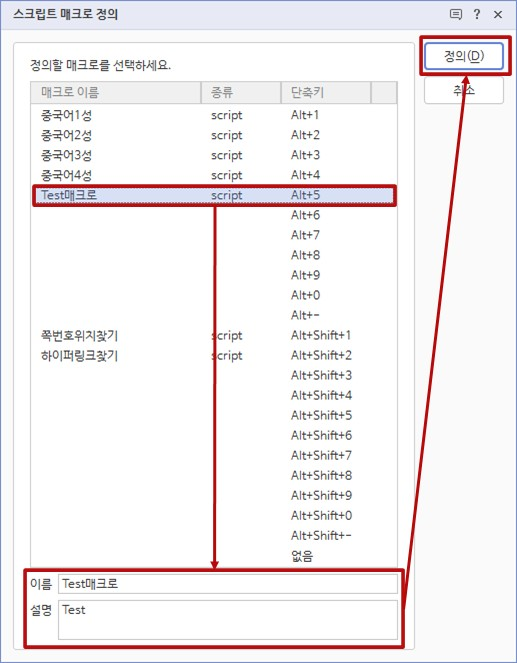 스크립트 매크로 정의
정의할 매크로를 선택하세요.
정의(D)
취소
매크로 이름 종류 단축키
중국어1성 script Alt+1
중국어2성 script Alt+2
중국어3성 script Alt+3
중국어4성 script Alt+4
Test매크로 script Alt+5
Alt+6
Alt+7
Alt+8
Alt+9
Alt+0
Alt+-
쪽번호위치찾기 script Alt+Shift+1
하이퍼링크찾기 script Alt+Shift+2
Alt+Shift+3
Alt+Shift+4
Alt+Shift+5
Alt+Shift+6
Alt+Shift+7
Alt+Shift+8
Alt+Shift+9
Alt+Shift+0
Alt+Shift+-
없음
이름 Test매크로
설명 Test